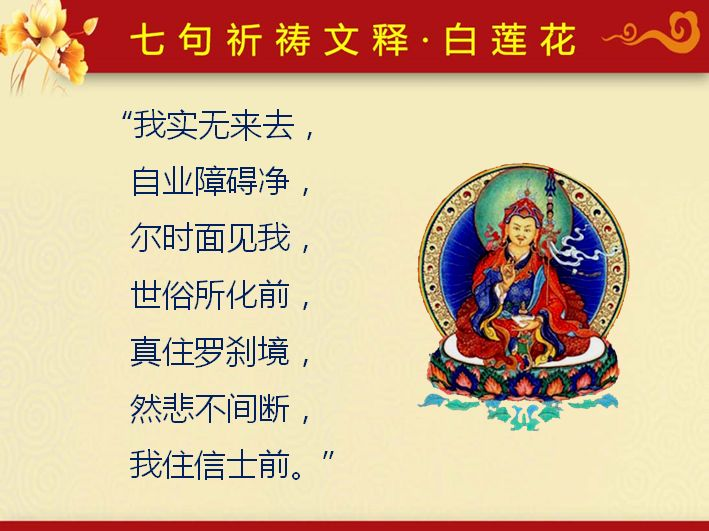 七句祈祷文释·白莲花
“我实无来去，
自业障碍净，
尔时面见我，
世俗所化前，
真住罗刹境，
然悲不间断，
我住信士前。”